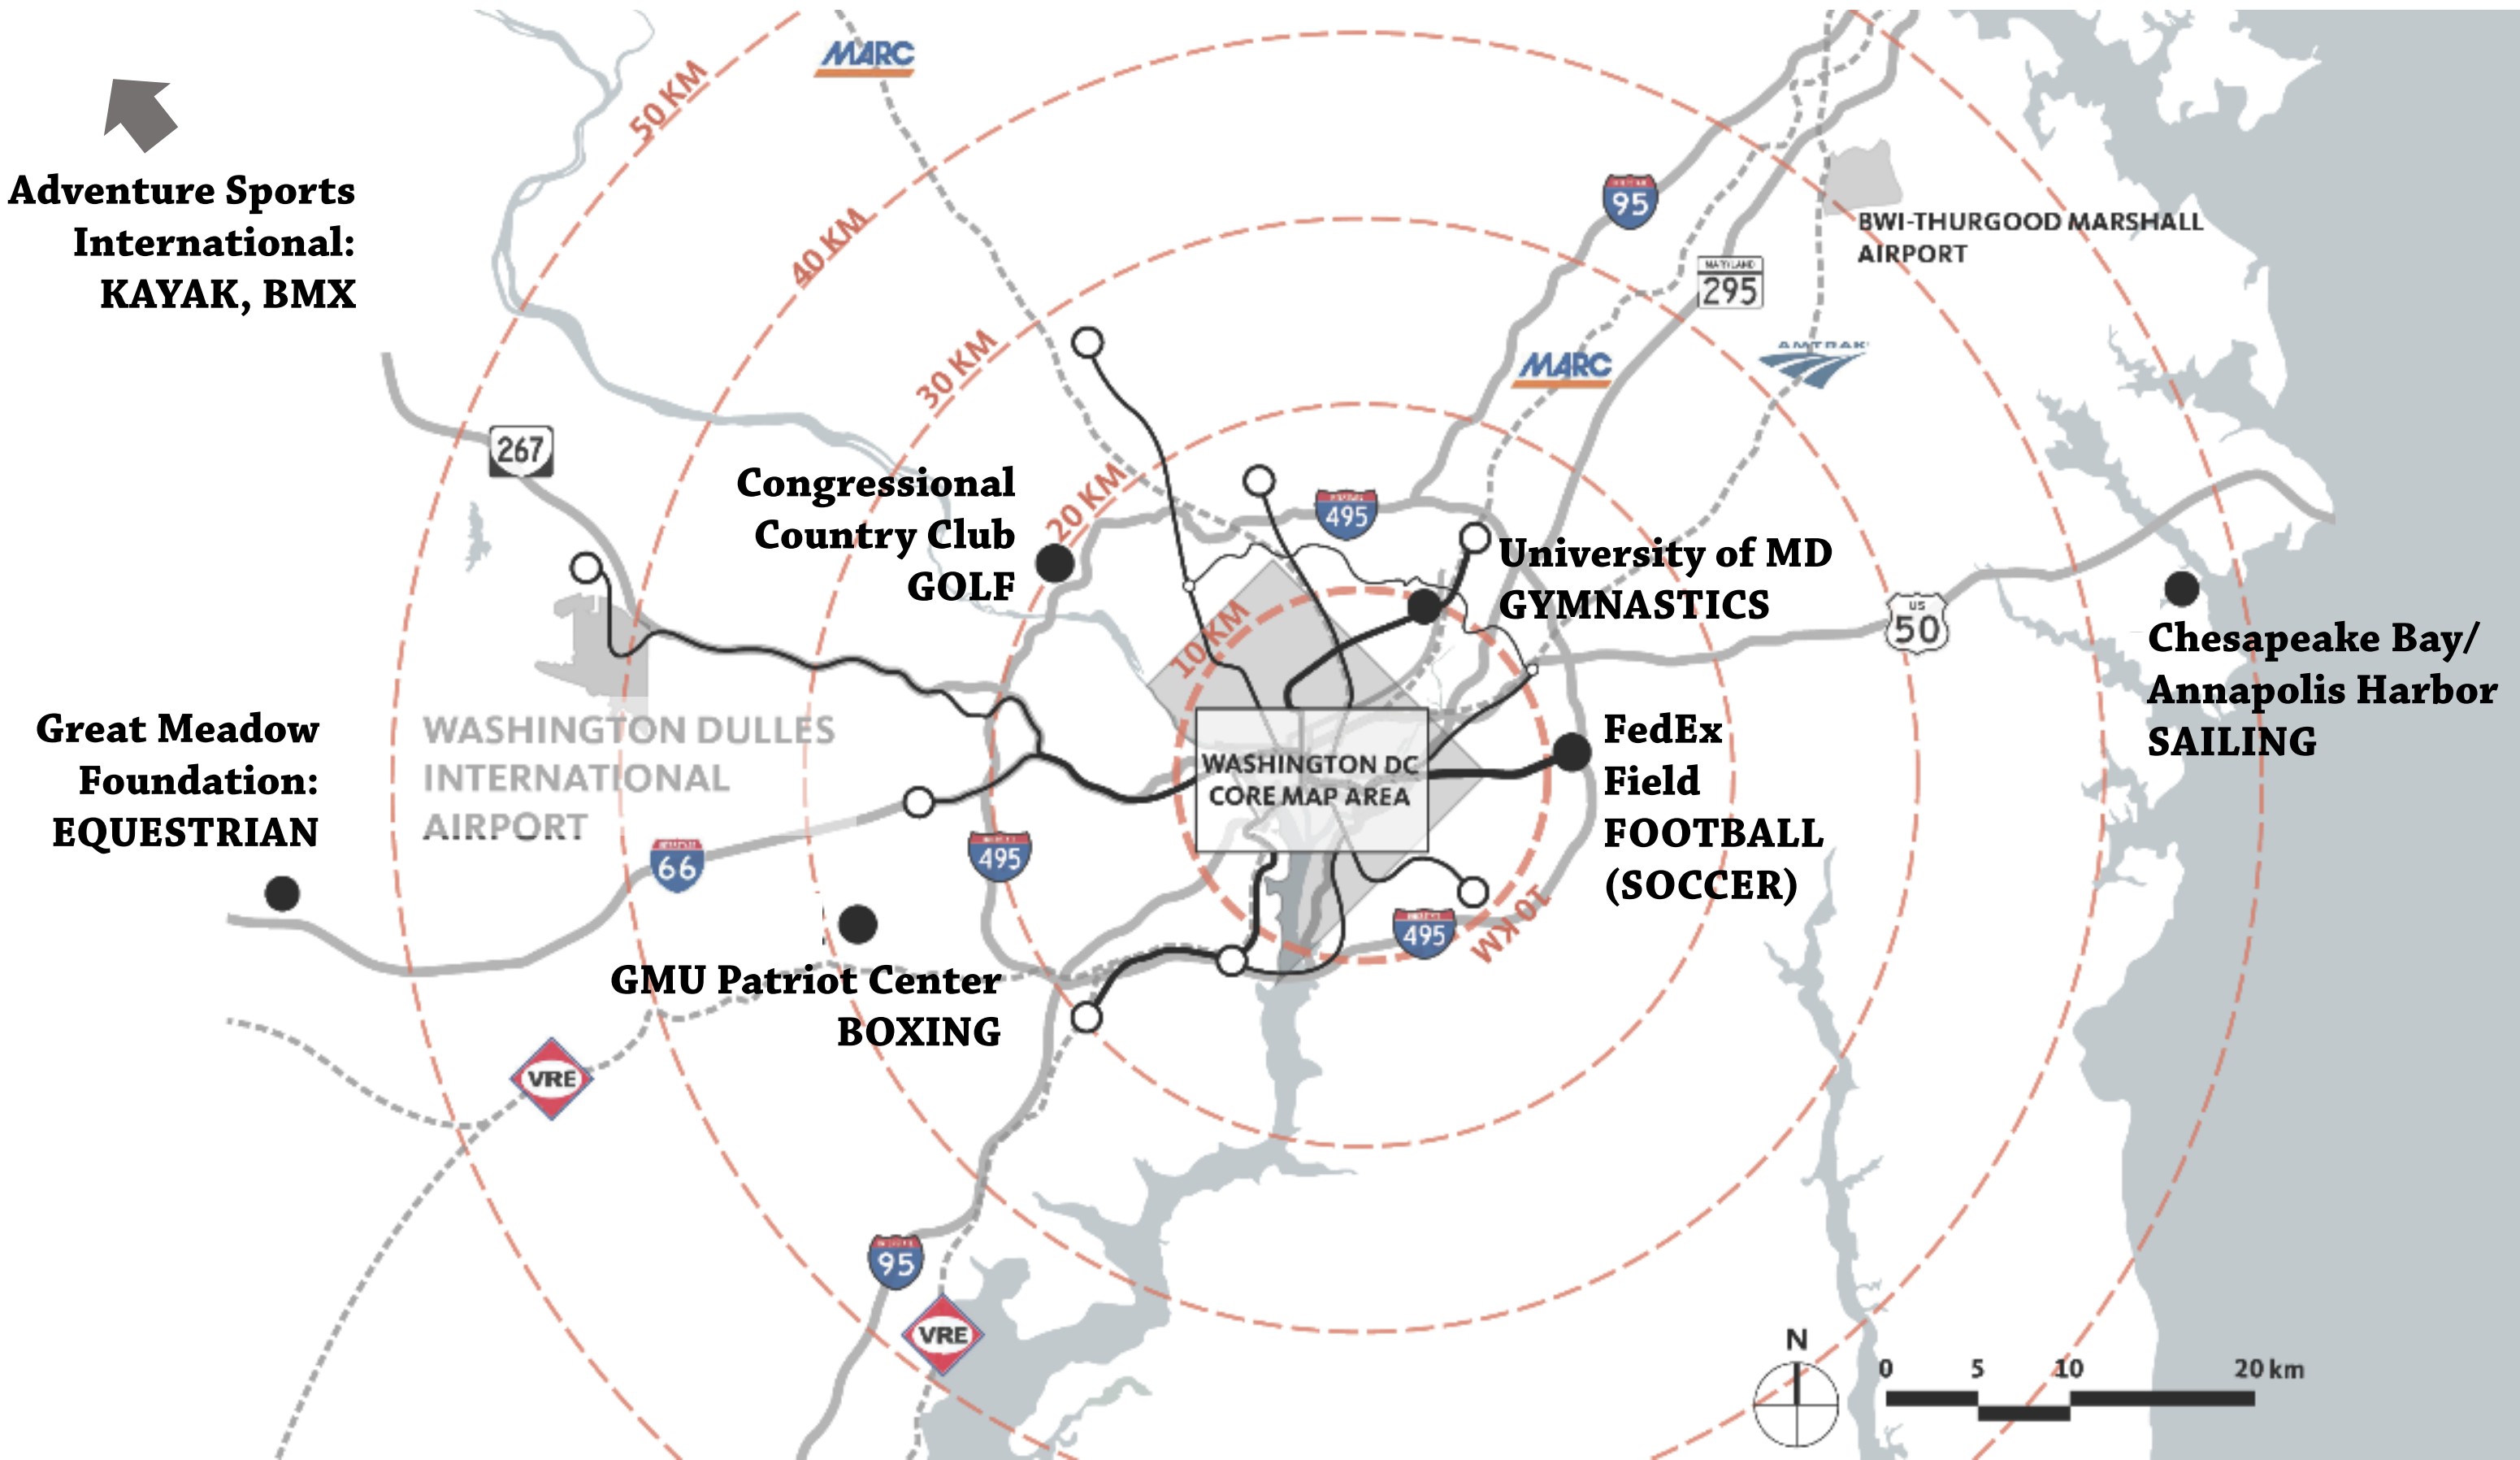 MARC
50 KM
Adventure Sports
International:
KAYAK, BMX
95
BWI-THURGOOD MARSHALL
AIRPORT
40 KM
MARYLAND
295
30 KM
MARC
AMTRAK
267
Congressional
Country Club
GOLF
20 KM
495
University of MD
GYMNASTICS
10 KM
US
50
Chesapeake Bay/
Annapolis Harbor
SAILING
Great Meadow
Foundation:
EQUESTRIAN
WASHINGTON DULLES
INTERNATIONAL
AIRPORT
WASHINGTON DC
CORE MAP AREA
FedEx
Field
FOOTBALL
(SOCCER)
66
495
495
10 KM
GMU Patriot Center
BOXING
VRE
95
VRE
N
0 5 10 20 km